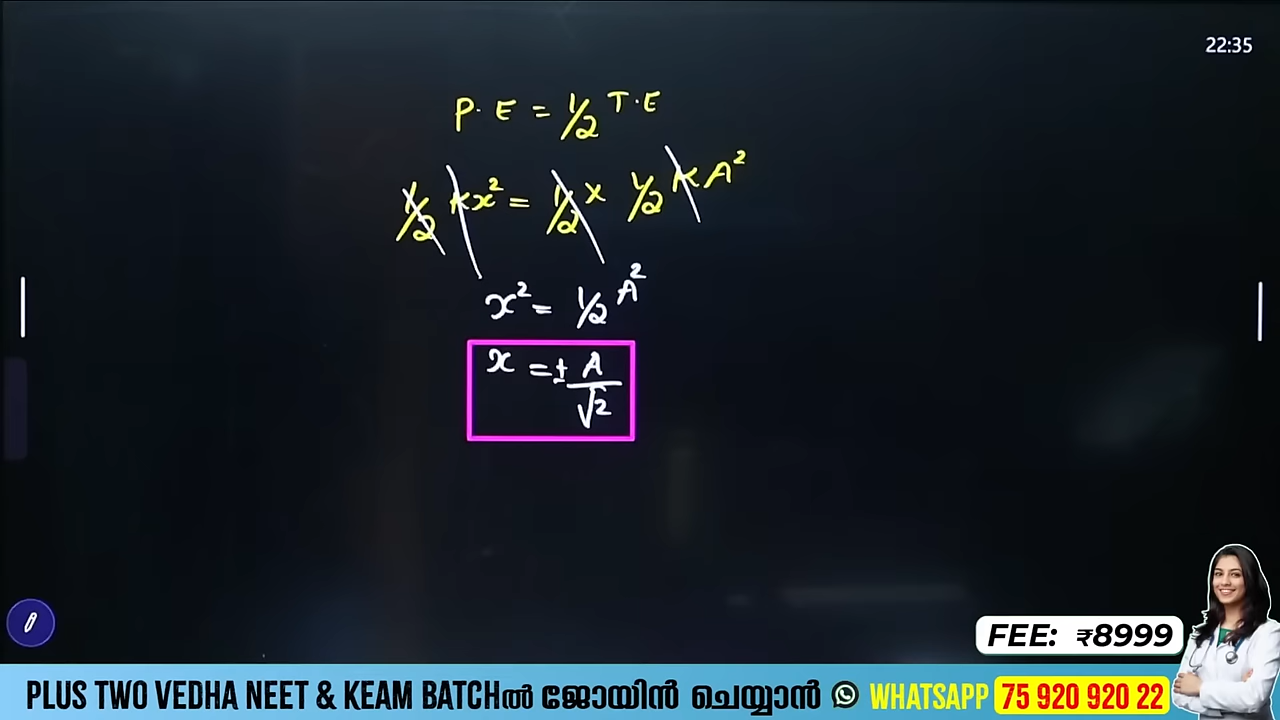 22:35
P.E = 1/2 T.E
1/2 kx² = 1/2 x 1/2 kA²
x² = 1/2 A²
x = ± A/√2
FEE: ₹8999
PLUS TWO VEDHA NEET & KEAM BATCHൽ ജോയിൻ ചെയ്യാൻ WHATSAPP 75 920 920 22